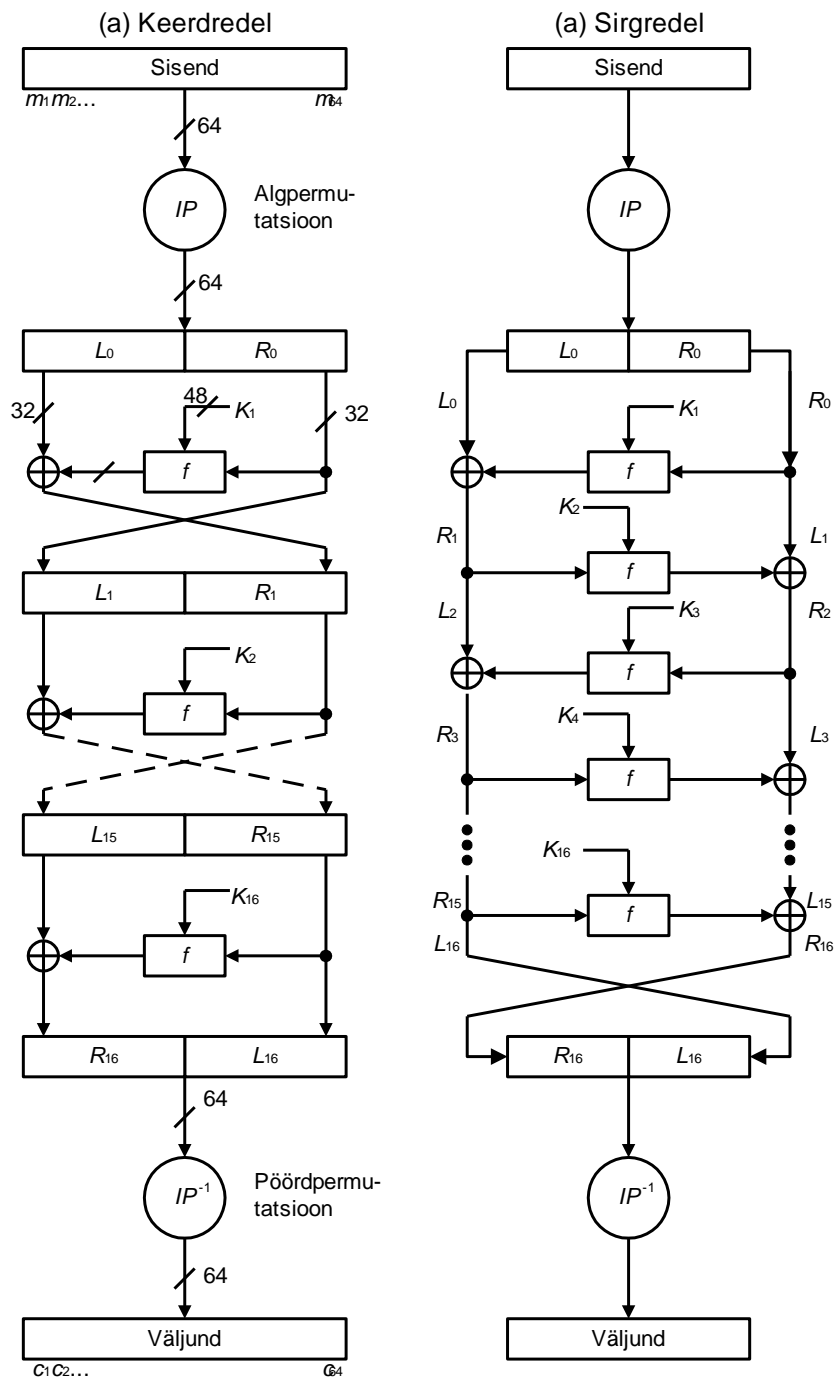 (a) Keerdredel
Sisend
m1 m2... m64
64
IP
Algpermu-
tatsioon
64
L0 R0
48
32 K1 32
f
L1 R1
K2
f
L15 R15
K16
f
R16 L16
64
IP-1
Pöördpermu-
tatsioon
64
Väljund
c1 c2... c64
(a) Sirgredel
Sisend
IP
L0 R0
L0 K1 R0
f
K2
R1 L1
f
L2 K3 R2
f
K4
R3 L3
f
K16
R15 L15
f
L16 R16
R16 L16
IP-1
Väljund